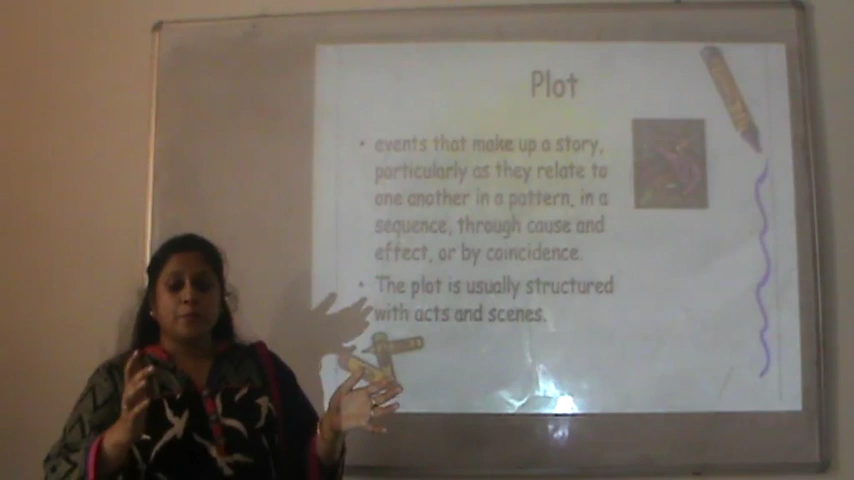 Plot
• events that make up a story,
particularly as they relate to
one another in a pattern, in a
sequence, through cause and
effect, or by coincidence.
• The plot is usually structured
with acts and scenes.